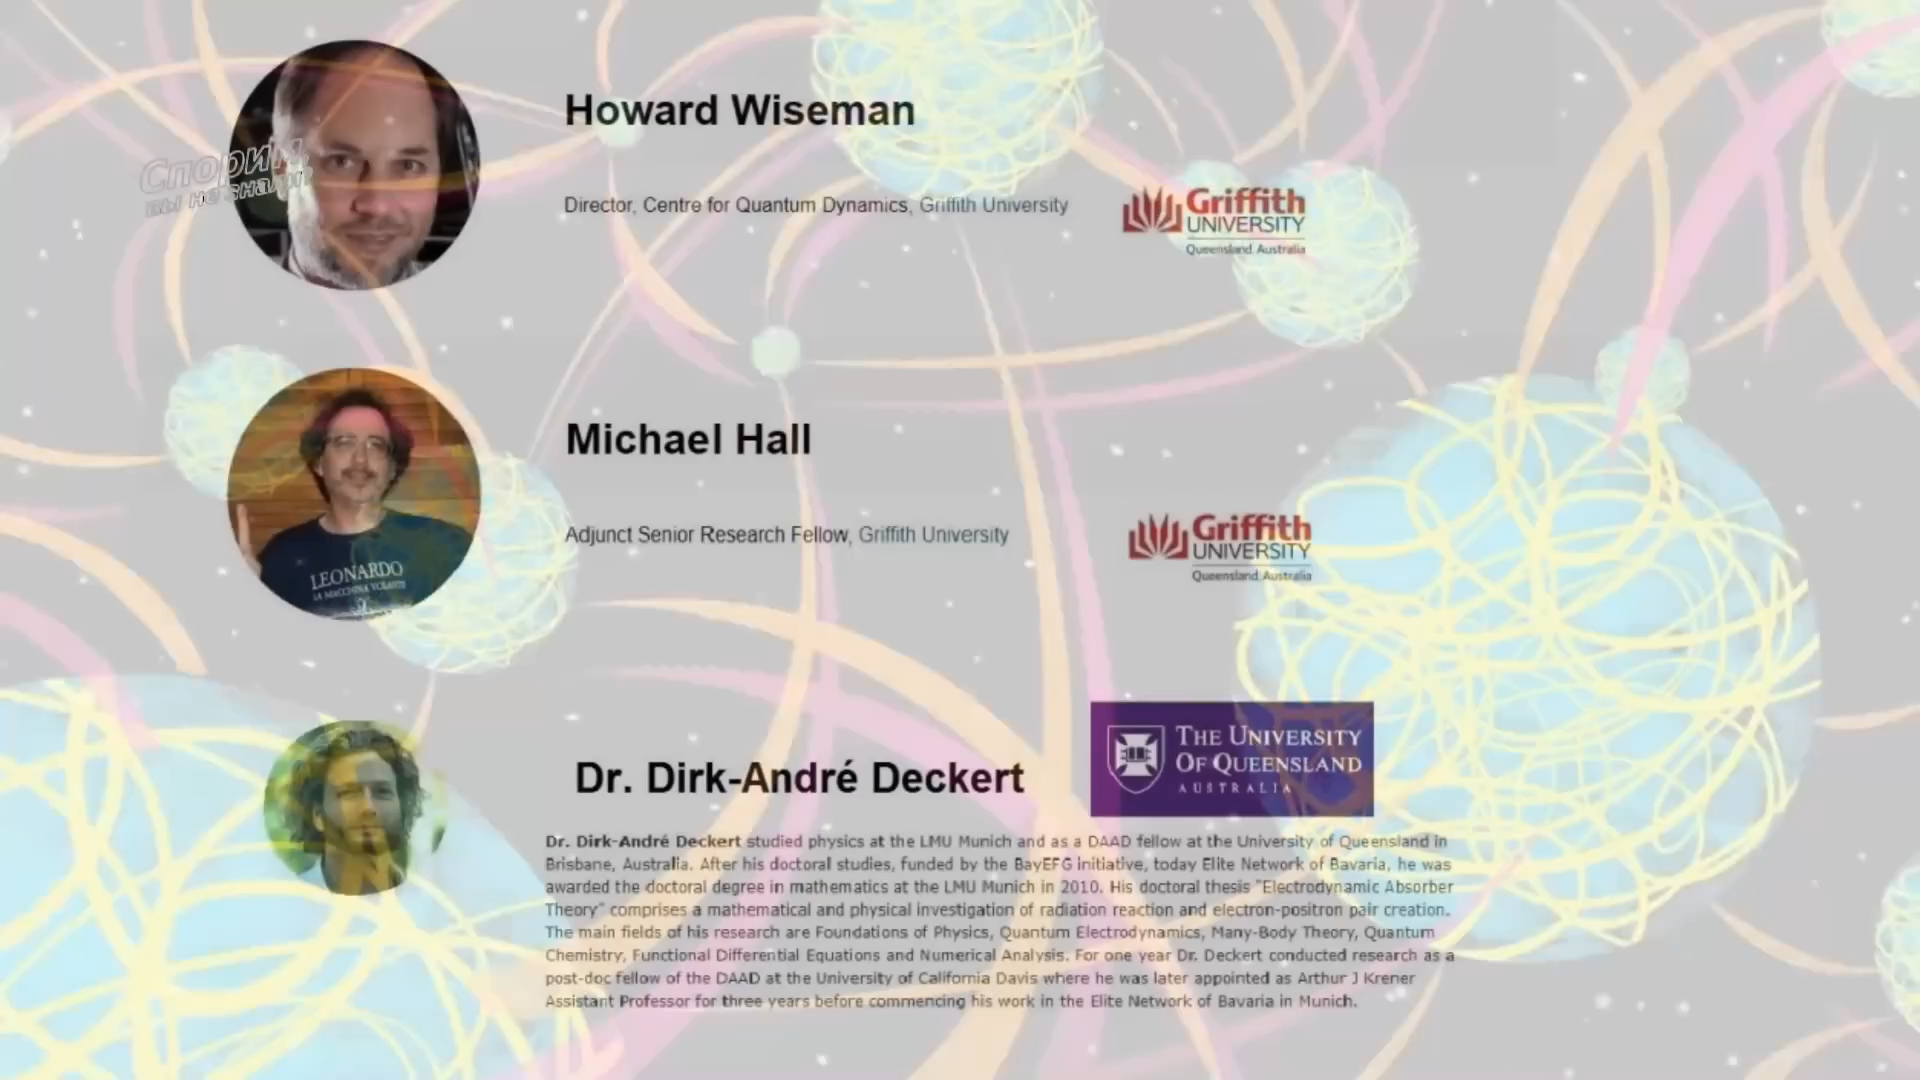 Howard Wiseman
Спорим,
вы не знали?
Director, Centre for Quantum Dynamics, Griffith University
Griffith
UNIVERSITY
Queensland, Australia
Michael Hall
Adjunct Senior Research Fellow, Griffith University
Griffith
UNIVERSITY
Queensland, Australia
LEONARDO
LA MACCHINA VOLANTE
Dr. Dirk-André Deckert
THE UNIVERSITY
OF QUEENSLAND
AUSTRALIA
Dr. Dirk-André Deckert studied physics at the LMU Munich and as a DAAD fellow at the University of Queensland in
Brisbane, Australia. After his doctoral studies, funded by the BayEFG initiative, today Elite Network of Bavaria, he was
awarded the doctoral degree in mathematics at the LMU Munich in 2010. His doctoral thesis "Electrodynamic Absorber
Theory" comprises a mathematical and physical investigation of radiation reaction and electron-positron pair creation.
The main fields of his research are Foundations of Physics, Quantum Electrodynamics, Many-Body Theory, Quantum
Chemistry, Functional Differential Equations and Numerical Analysis. For one year Dr. Deckert conducted research as a
post-doc fellow of the DAAD at the University of California Davis where he was later appointed as Arthur J Krener
Assistant Professor for three years before commencing his work in the Elite Network of Bavaria in Munich.